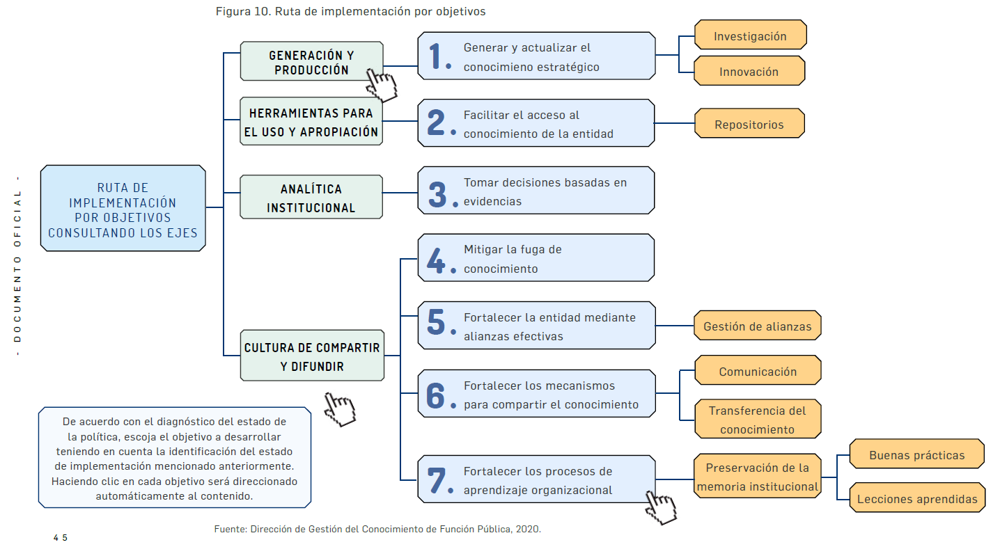 Figura 10. Ruta de implementación por objetivos
- DOCUMENTO OFICIAL -
RUTA DE
IMPLEMENTACIÓN
POR OBJETIVOS
CONSULTANDO LOS EJES
GENERACIÓN Y
PRODUCCIÓN
1.
Generar y actualizar el
conocimieno estratégico
Investigación
Innovación
HERRAMIENTAS PARA
EL USO Y APROPIACIÓN
2.
Facilitar el acceso al
conocimiento de la entidad
Repositorios
ANALÍTICA
INSTITUCIONAL
3.
Tomar decisiones basadas en
evidencias
CULTURA DE COMPARTIR
Y DIFUNDIR
4.
Mitigar la fuga de
conocimiento
5.
Fortalecer la entidad mediante
alianzas efectivas
Gestión de alianzas
6.
Fortalecer los mecanismos
para compartir el conocimiento
Comunicación
Transferencia del
conocimiento
7.
Fortalecer los procesos de
aprendizaje organizacional
Preservación de la
memoria institucional
Buenas prácticas
Lecciones aprendidas
De acuerdo con el diagnóstico del estado de
la política, escoja el objetivo a desarrollar
teniendo en cuenta la identificación del estado
de implementación mencionado anteriormente.
Haciendo clic en cada objetivo será direccionado
automáticamente al contenido.
Fuente: Dirección de Gestión del Conocimiento de Función Pública, 2020.
45